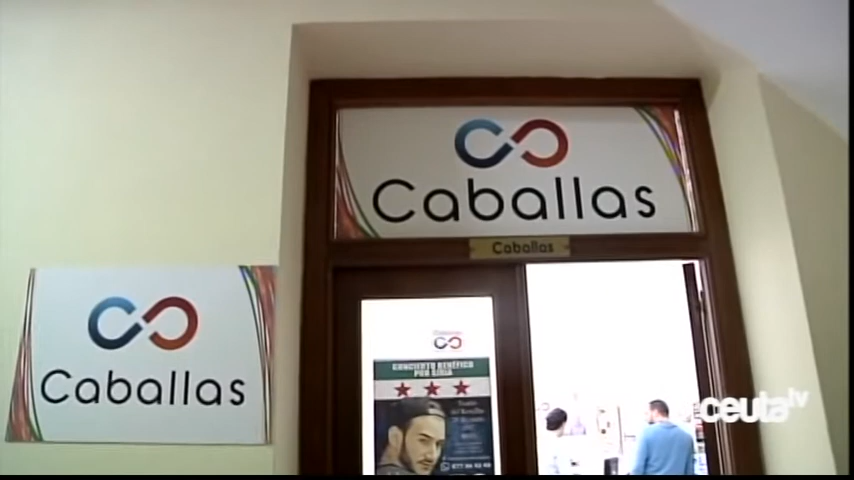 Caballas
Caballas
Caballas
CONCIERTO BENÉFICO
POR SIRIA
ceuta tv